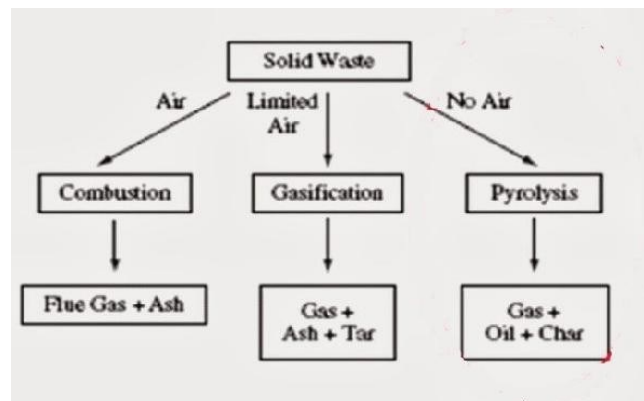 Solid Waste
Air
Limited
Air
No Air
Combustion
Gasification
Pyrolysis
Flue Gas + Ash
Gas +
Ash + Tar
Gas +
Oil + Char